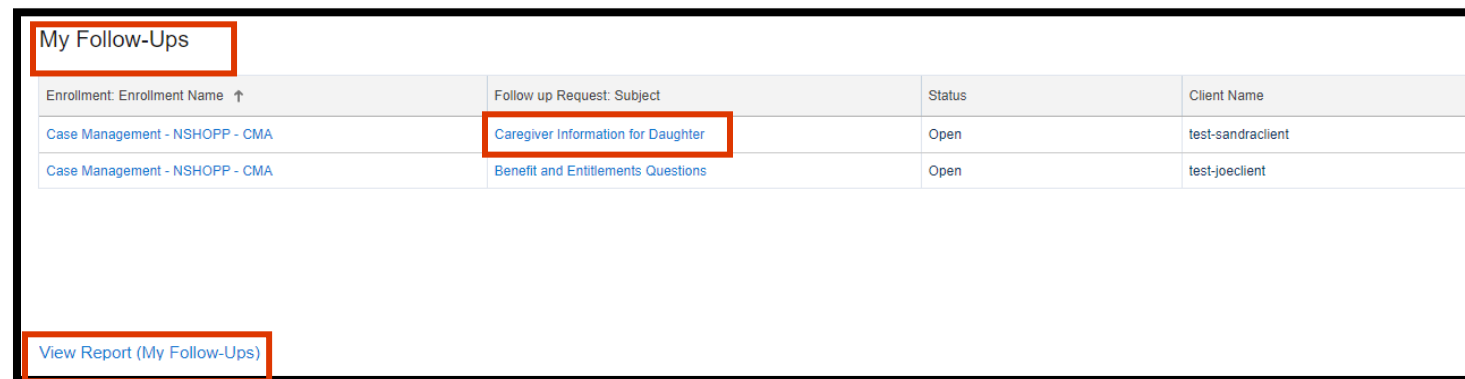 My Follow-Ups
Enrollment: Enrollment Name ↑ Follow up Request: Subject Status Client Name
Case Management - NSHOPP - CMA Caregiver Information for Daughter Open test-sandraclient
Case Management - NSHOPP - CMA Benefit and Entitlements Questions Open test-joeclient
View Report (My Follow-Ups)